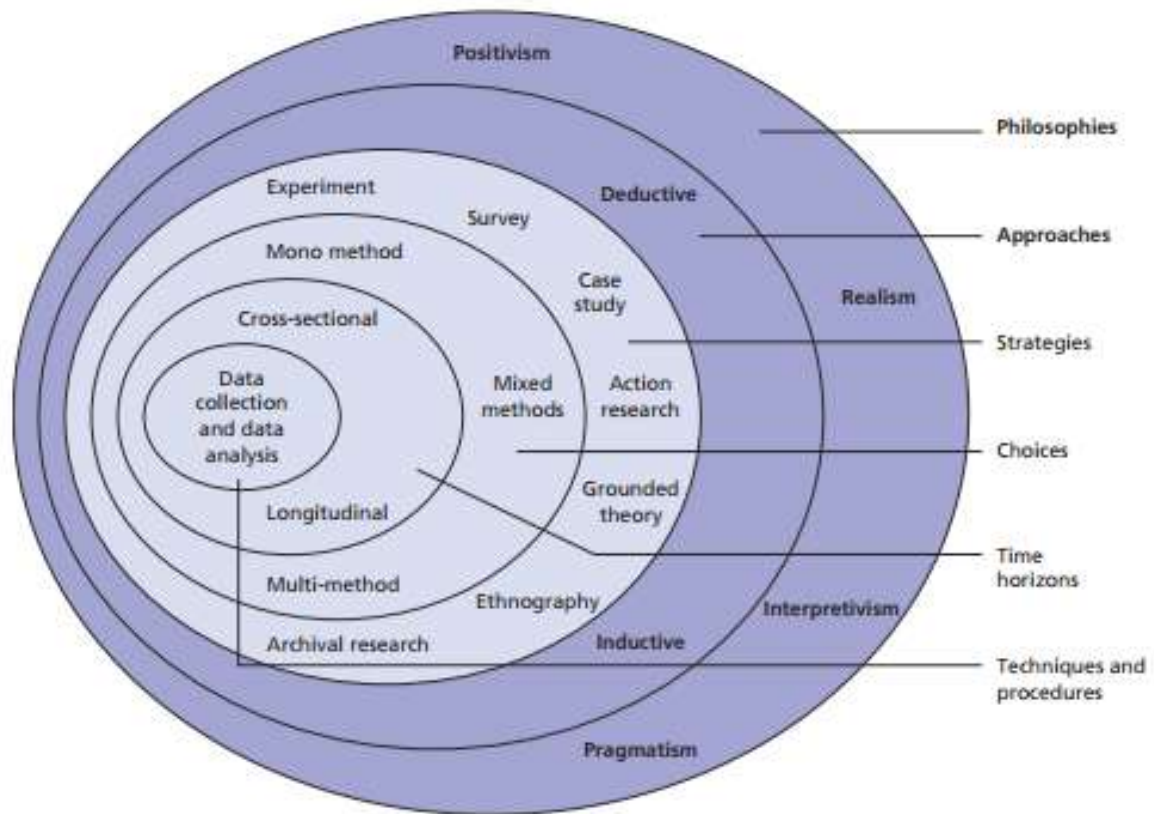 Positivism
Philosophies
Experiment
Deductive
Survey
Approaches
Mono method
Case
study
Realism
Cross-sectional
Strategies
Data
collection
and data
analysis
Mixed
methods
Action
research
Choices
Grounded
theory
Longitudinal
Time
horizons
Multi-method
Ethnography
Interpretivism
Archival research
Inductive
Techniques and
procedures
Pragmatism